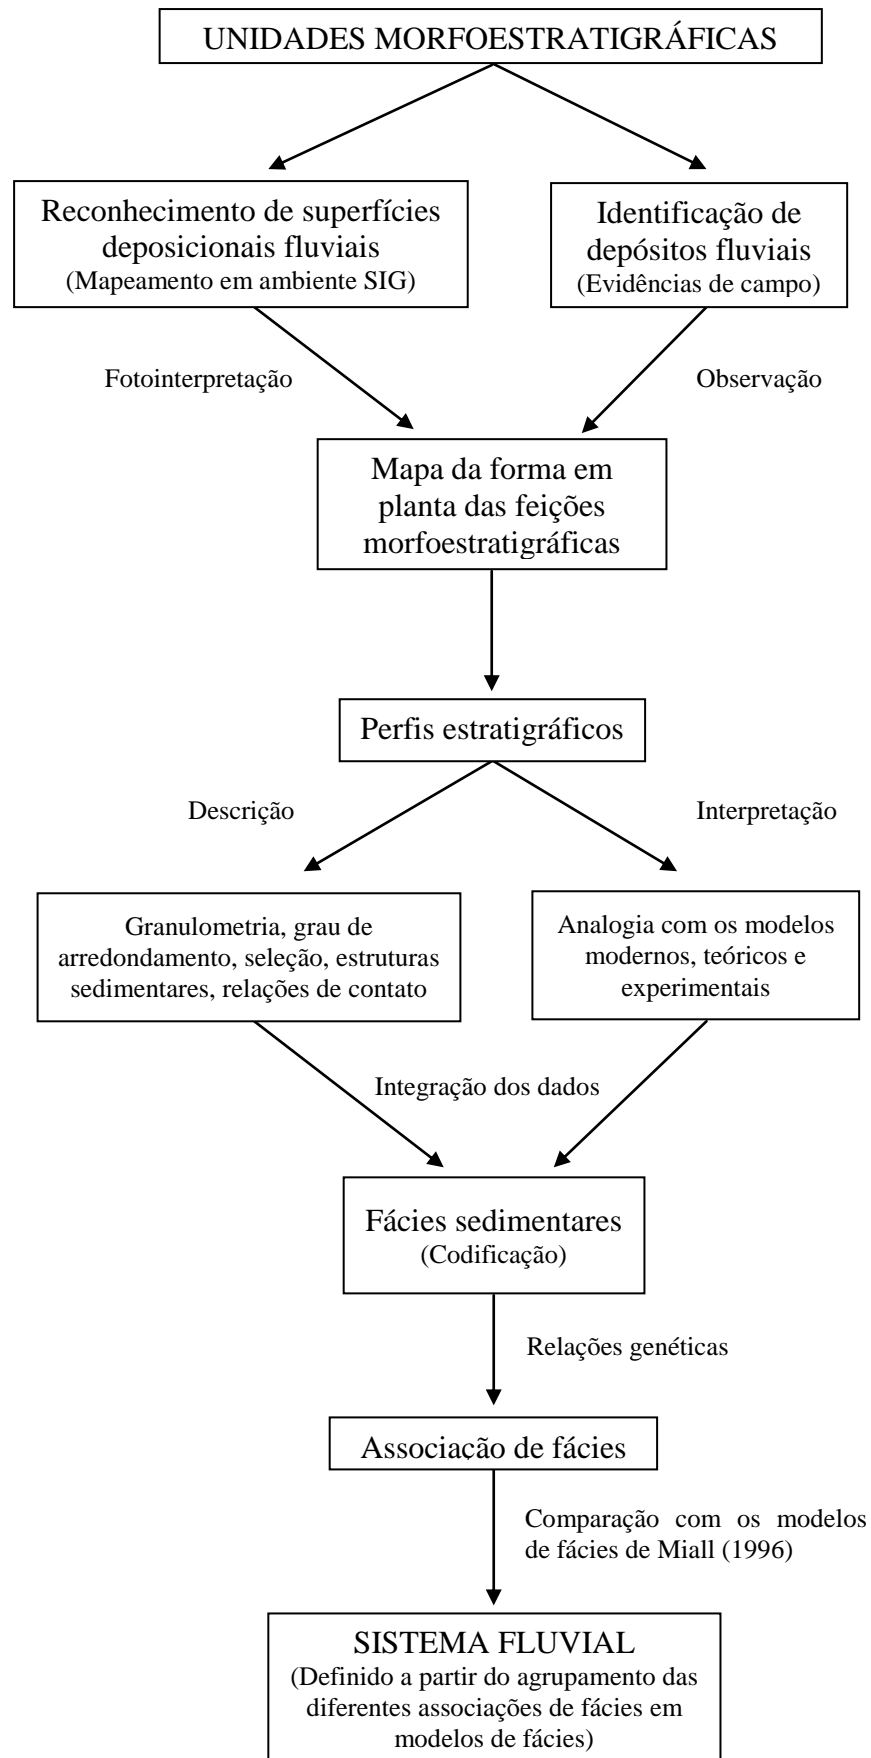 UNIDADES MORFOESTRATIGRÁFICAS
Reconhecimento de superfícies
deposicionais fluviais
(Mapeamento em ambiente SIG)
Identificação de
depósitos fluviais
(Evidências de campo)
Fotointerpretação
Observação
Mapa da forma em
planta das feições
morfoestratigráficas
Perfis estratigráficos
Descrição
Interpretação
Granulometria, grau de
arredondamento, seleção, estruturas
sedimentares, relações de contato
Analogia com os modelos
modernos, teóricos e
experimentais
Integração dos dados
Fácies sedimentares
(Codificação)
Relações genéticas
Associação de fácies
Comparação com os modelos
de fácies de Miall (1996)
SISTEMA FLUVIAL
(Definido a partir do agrupamento das
diferentes associações de fácies em
modelos de fácies)